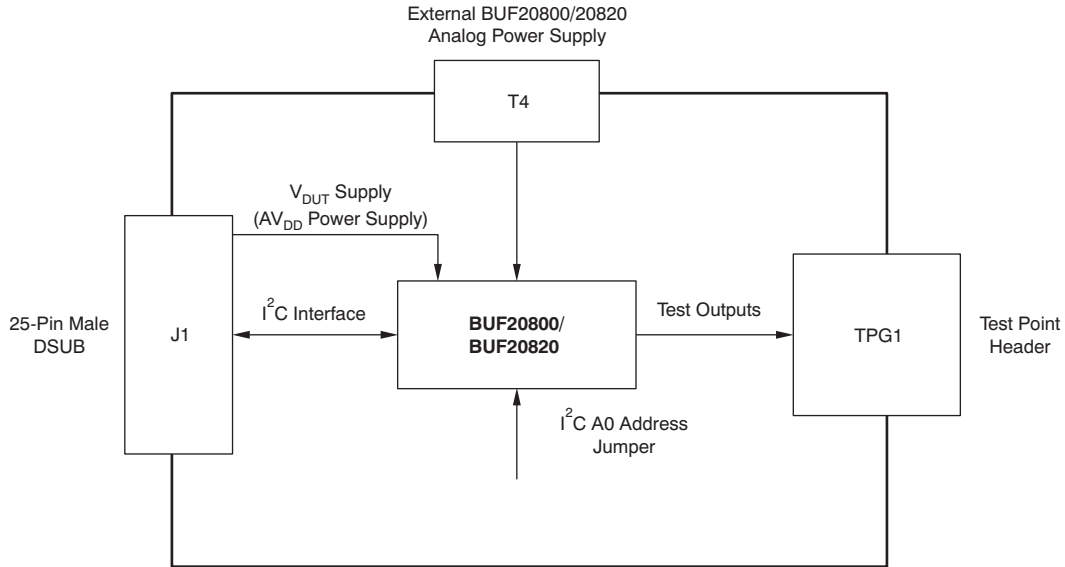 External BUF20800/20820
Analog Power Supply
T4
V_DUT Supply
(AV_DD Power Supply)
25-Pin Male
DSUB
J1
I²C Interface
BUF20800/
BUF20820
Test Outputs
TPG1
Test Point
Header
I²C A0 Address
Jumper